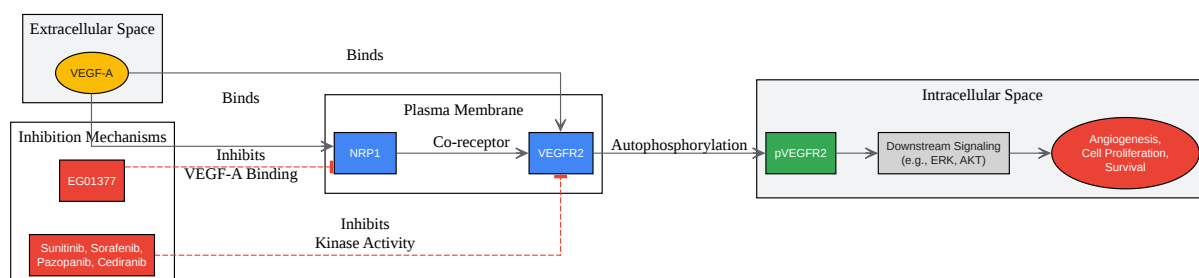 Extracellular Space
VEGF-A
Binds
Binds
Inhibition Mechanisms
EG01377
Inhibits
VEGF-A Binding
Sunitinib, Sorafenib,
Pazopanib, Cediranib
Inhibits
Kinase Activity
Plasma Membrane
NRP1
Co-receptor
VEGFR2
Autophosphorylation
Intracellular Space
pVEGFR2
Downstream Signaling
(e.g., ERK, AKT)
Angiogenesis,
Cell Proliferation,
Survival